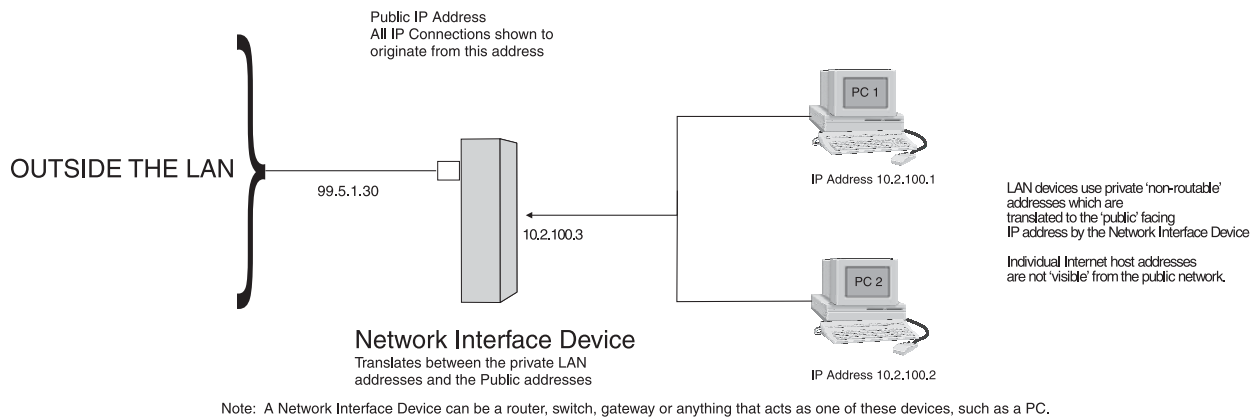 Public IP Address
All IP Connections shown to
originate from this address
OUTSIDE THE LAN
99.5.1.30
10.2.100.3
PC 1
IP Address 10.2.100.1
PC 2
IP Address 10.2.100.2
LAN devices use private ‘non-routable’
addresses which are
translated to the ‘public’ facing
IP address by the Network Interface Device
Individual Internet host addresses
are not ‘visible’ from the public network.
Network Interface Device
Translates between the private LAN
addresses and the Public addresses
Note: A Network Interface Device can be a router, switch, gateway or anything that acts as one of these devices, such as a PC.